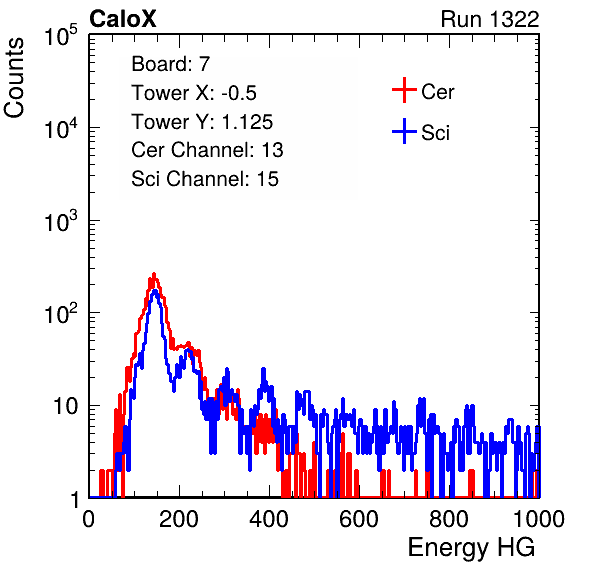 CaloX Run 1322
Counts
10^5
10^4
10^3
10^2
10
1
Board: 7
Tower X: -0.5
Tower Y: 1.125
Cer Channel: 13
Sci Channel: 15
Cer
Sci
0 200 400 600 800 1000
Energy HG